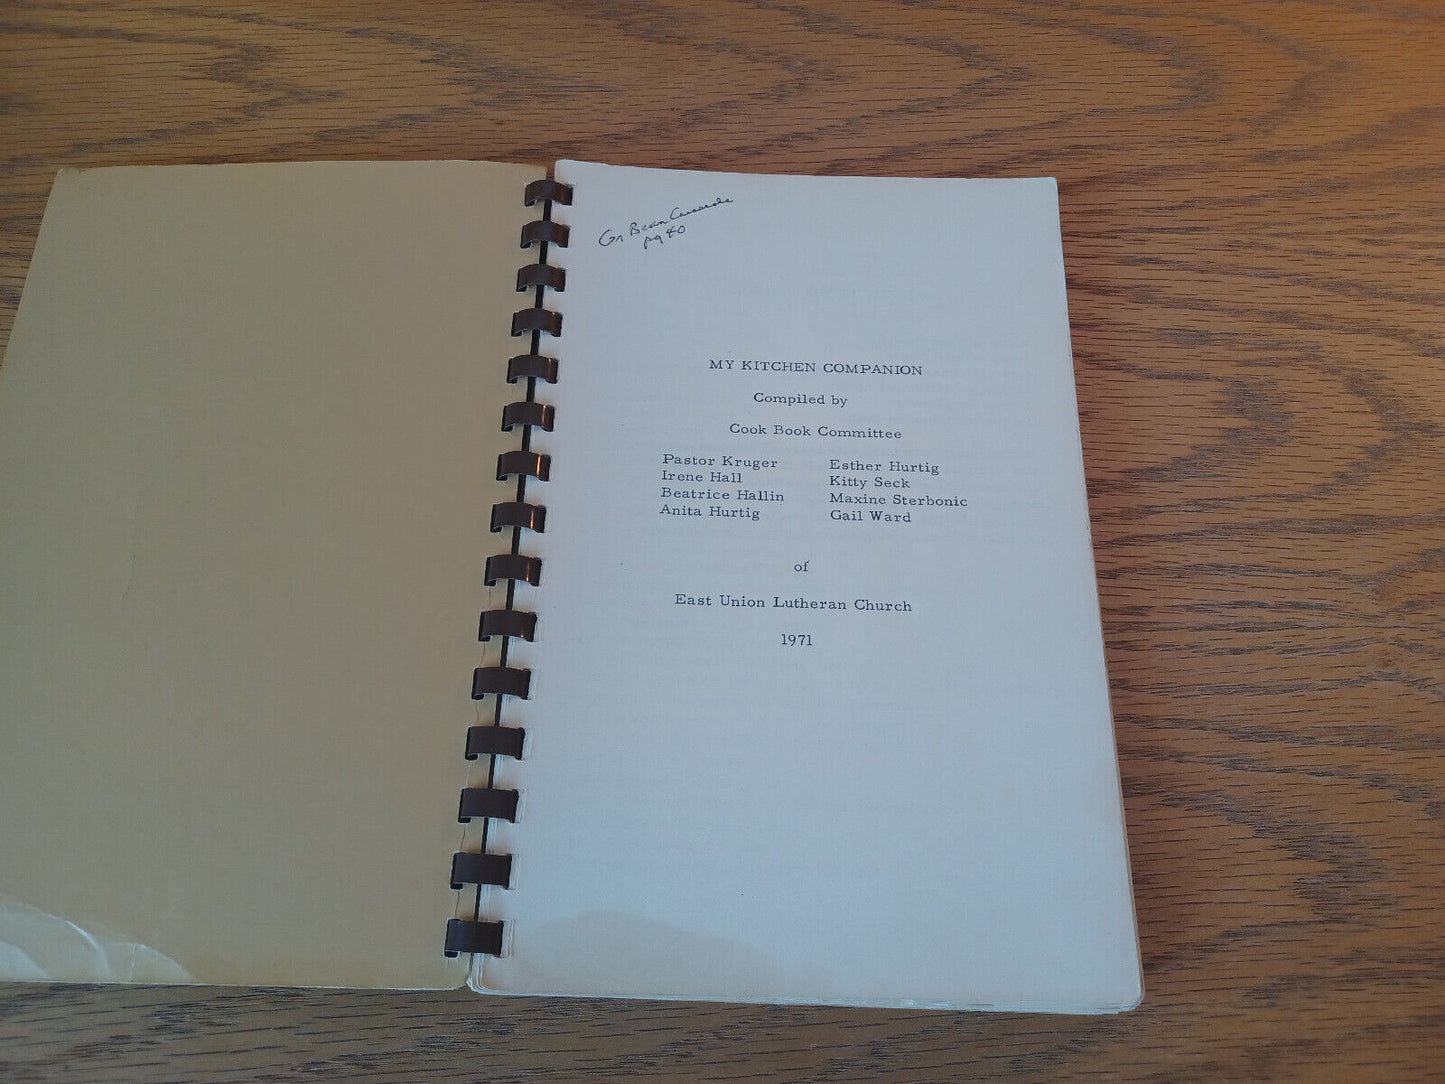 Gr Bean Casserole
pg 40
MY KITCHEN COMPANION
Compiled by
Cook Book Committee
Pastor Kruger Esther Hurtig
Irene Hall Kitty Seck
Beatrice Hallin Maxine Sterbonic
Anita Hurtig Gail Ward
of
East Union Lutheran Church
1971